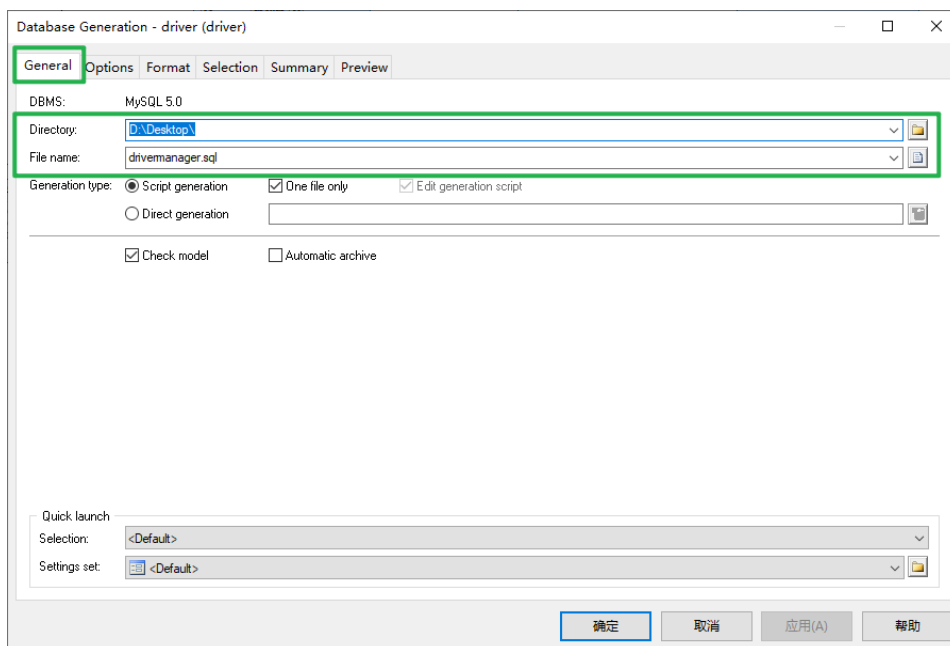 Database Generation - driver (driver)
General Options Format Selection Summary Preview
DBMS: MySQL 5.0
Directory: D:\Desktop\
File name: drivermanager.sql
Generation type: Script generation One file only Edit generation script
Direct generation
Check model Automatic archive
Quick launch
Selection: <Default>
Settings set: <Default>
确定 取消 应用(A) 帮助